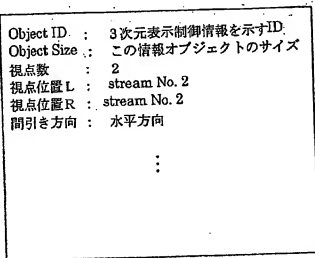 Object ID : 3次元表示制御情報を示すID
Object Size : この情報オブジェクトのサイズ
視点数 : 2
視点位置L : stream No. 2
視点位置R : stream No. 2
間引き方向 : 水平方向
⋮